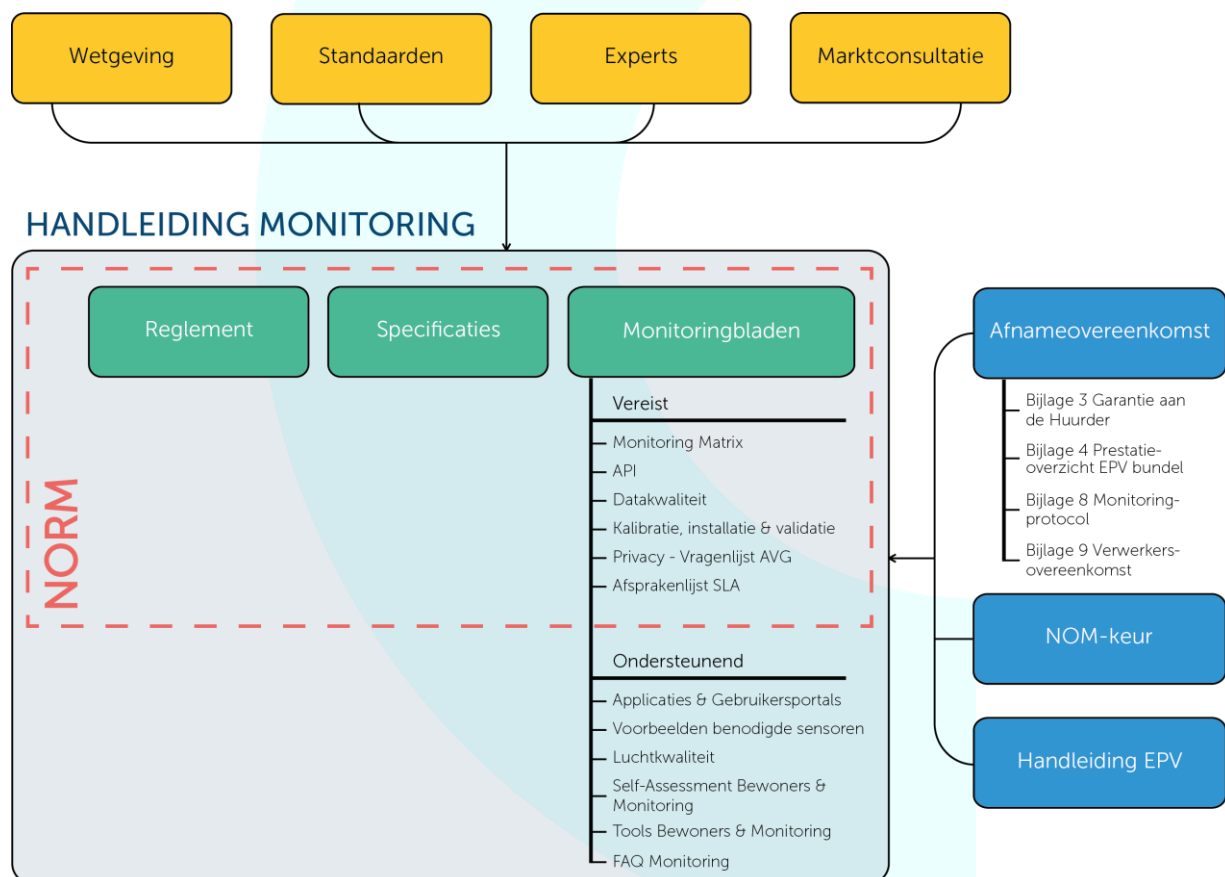 Wetgeving
Standaarden
Experts
Marktconsultatie
HANDLEIDING MONITORING
NORM
Reglement
Specificaties
Monitoringbladen
Vereist
Monitoring Matrix
API
Datakwaliteit
Kalibratie, installatie & validatie
Privacy - Vragenlijst AVG
Afsprakenlijst SLA
Ondersteunend
Applicaties & Gebruikersportals
Voorbeelden benodigde sensoren
Luchtkwaliteit
Self-Assessment Bewoners &
Monitoring
Tools Bewoners & Monitoring
FAQ Monitoring
Afnameovereenkomst
Bijlage 3 Garantie aan
de Huurder
Bijlage 4 Prestatie-
overzicht EPV bundel
Bijlage 8 Monitoring-
protocol
Bijlage 9 Verwerkers-
overeenkomst
NOM-keur
Handleiding EPV